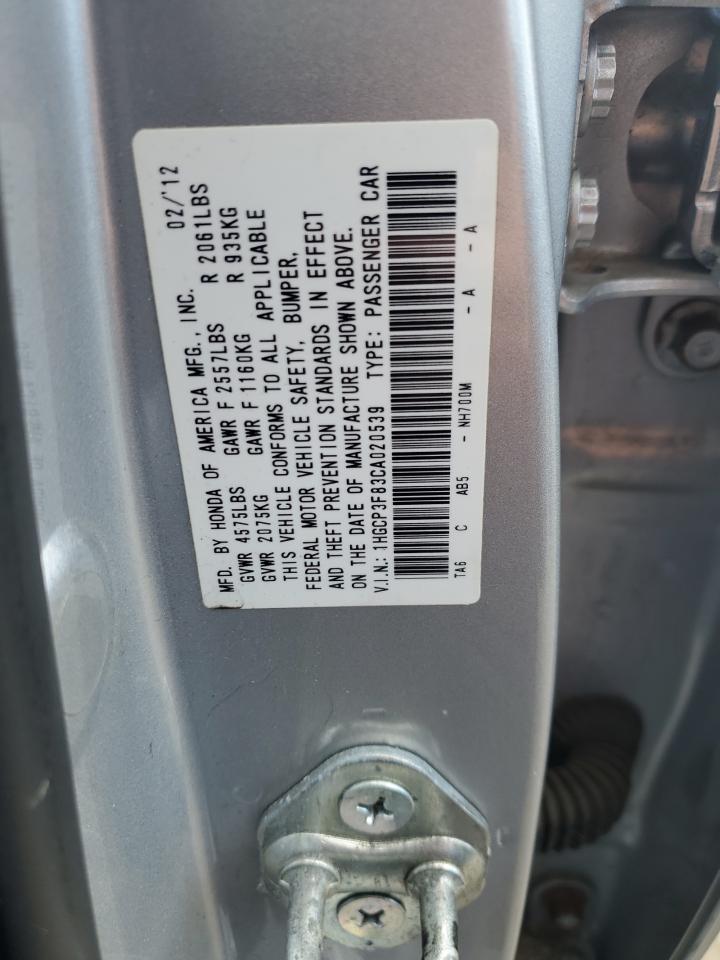 MFD. BY HONDA OF AMERICA MFG., INC. 02/'12
GVWR 4575LBS GAWR F 2557LBS R 2061LBS
GVWR 2075KG GAWR F 1160KG R 935KG
THIS VEHICLE CONFORMS TO ALL APPLICABLE
FEDERAL MOTOR VEHICLE SAFETY, BUMPER,
AND THEFT PREVENTION STANDARDS IN EFFECT
ON THE DATE OF MANUFACTURE SHOWN ABOVE.
V.I.N.: 1HGCP3F83CA020539 TYPE: PASSENGER CAR
TA6 C AB5 - NH700M - A - A